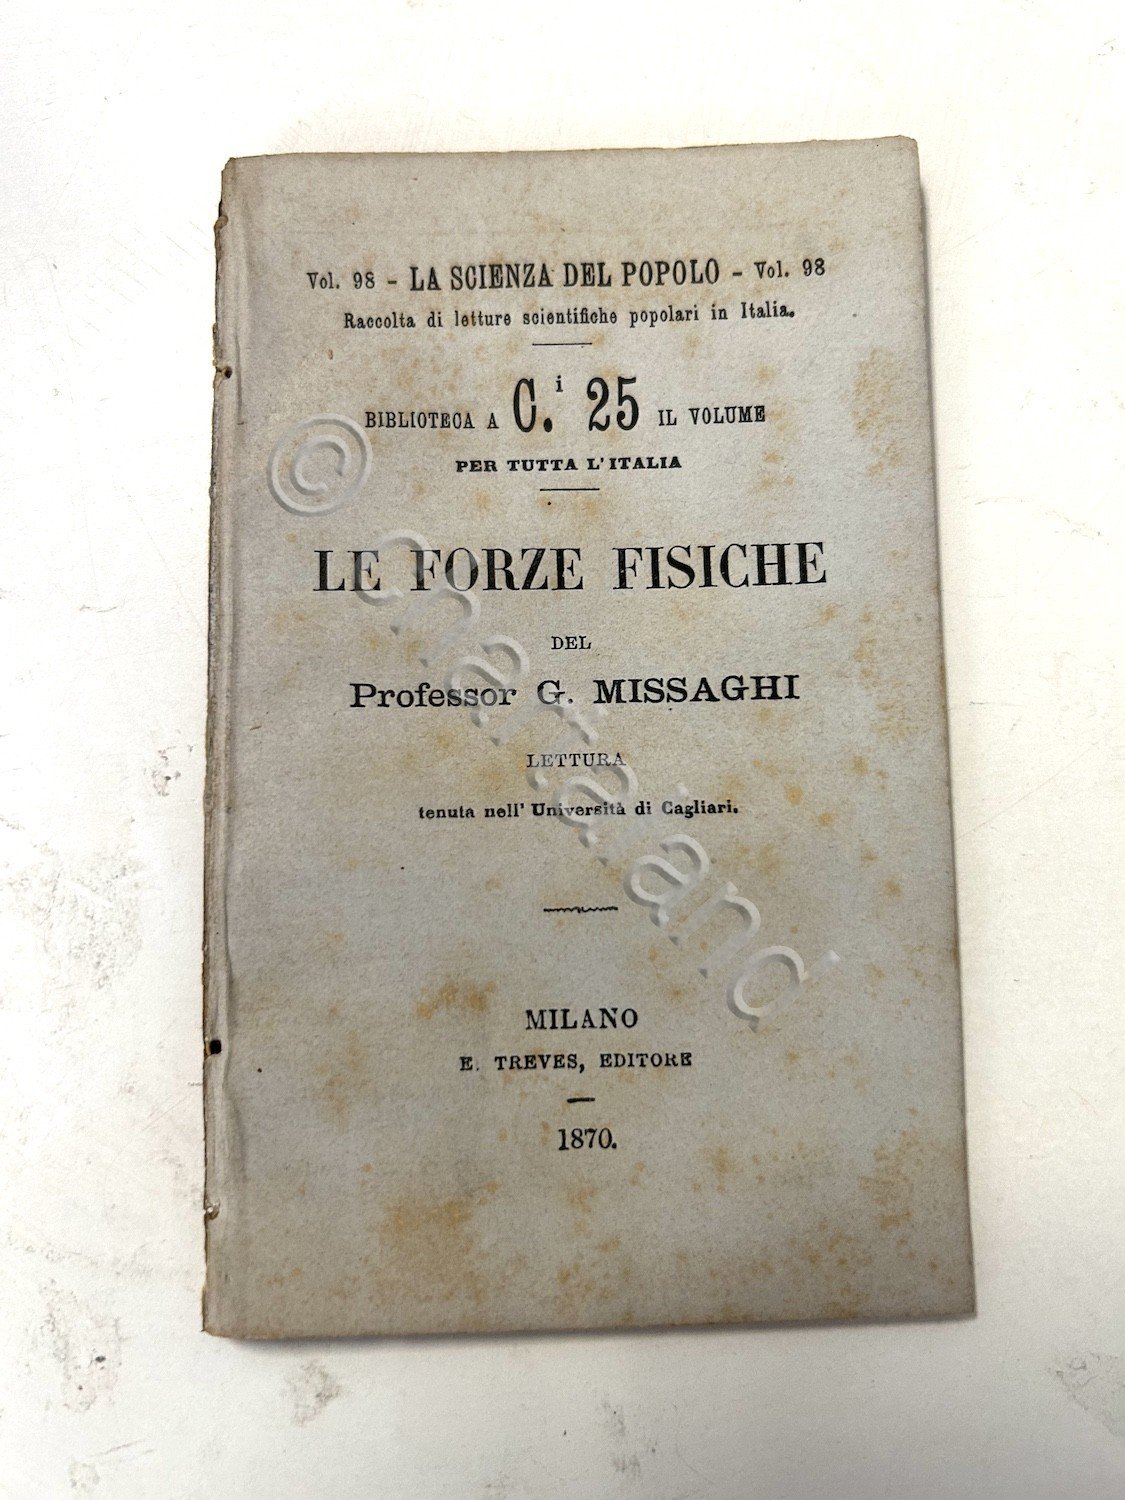 Vol. 98 - LA SCIENZA DEL POPOLO - Vol. 98
Raccolta di letture scientifiche popolari in Italia.
BIBLIOTECA A C.i 25 IL VOLUME
PER TUTTA L'ITALIA
LE FORZE FISICHE
DEL
Professor G. MISSAGHI
LETTURA
tenuta nell' Università di Cagliari.
MILANO
E. TREVES, EDITORE
1870.
© charta'and